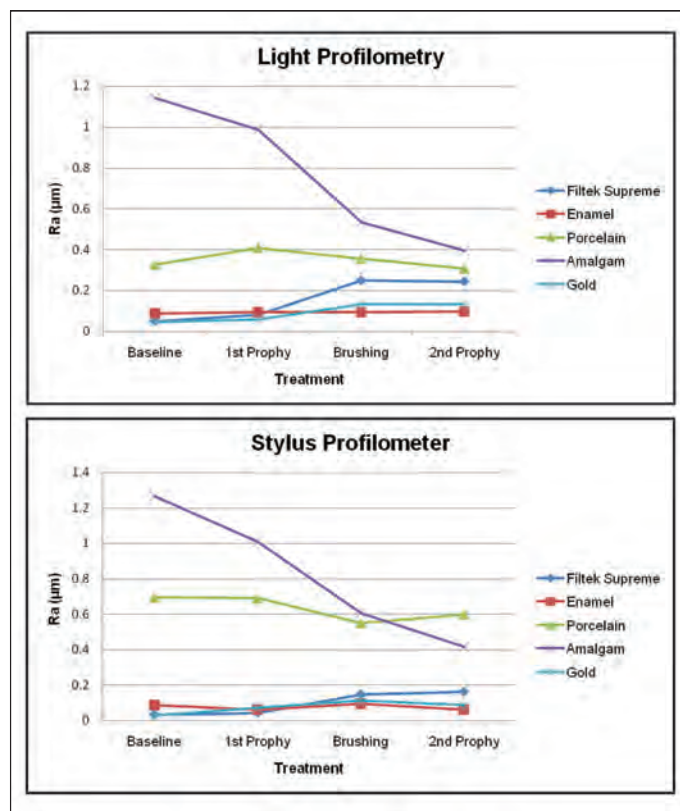 Light Profilometry
1.2
1
0.8
0.6
0.4
0.2
0
Ra (µm)
Baseline 1st Prophy Brushing 2nd Prophy
Treatment
Filtek Supreme
Enamel
Porcelain
Amalgam
Gold
Stylus Profilometer
1.4
1.2
1
0.8
0.6
0.4
0.2
0
Ra (µm)
Baseline 1st Prophy Brushing 2nd Prophy
Treatment
Filtek Supreme
Enamel
Porcelain
Amalgam
Gold